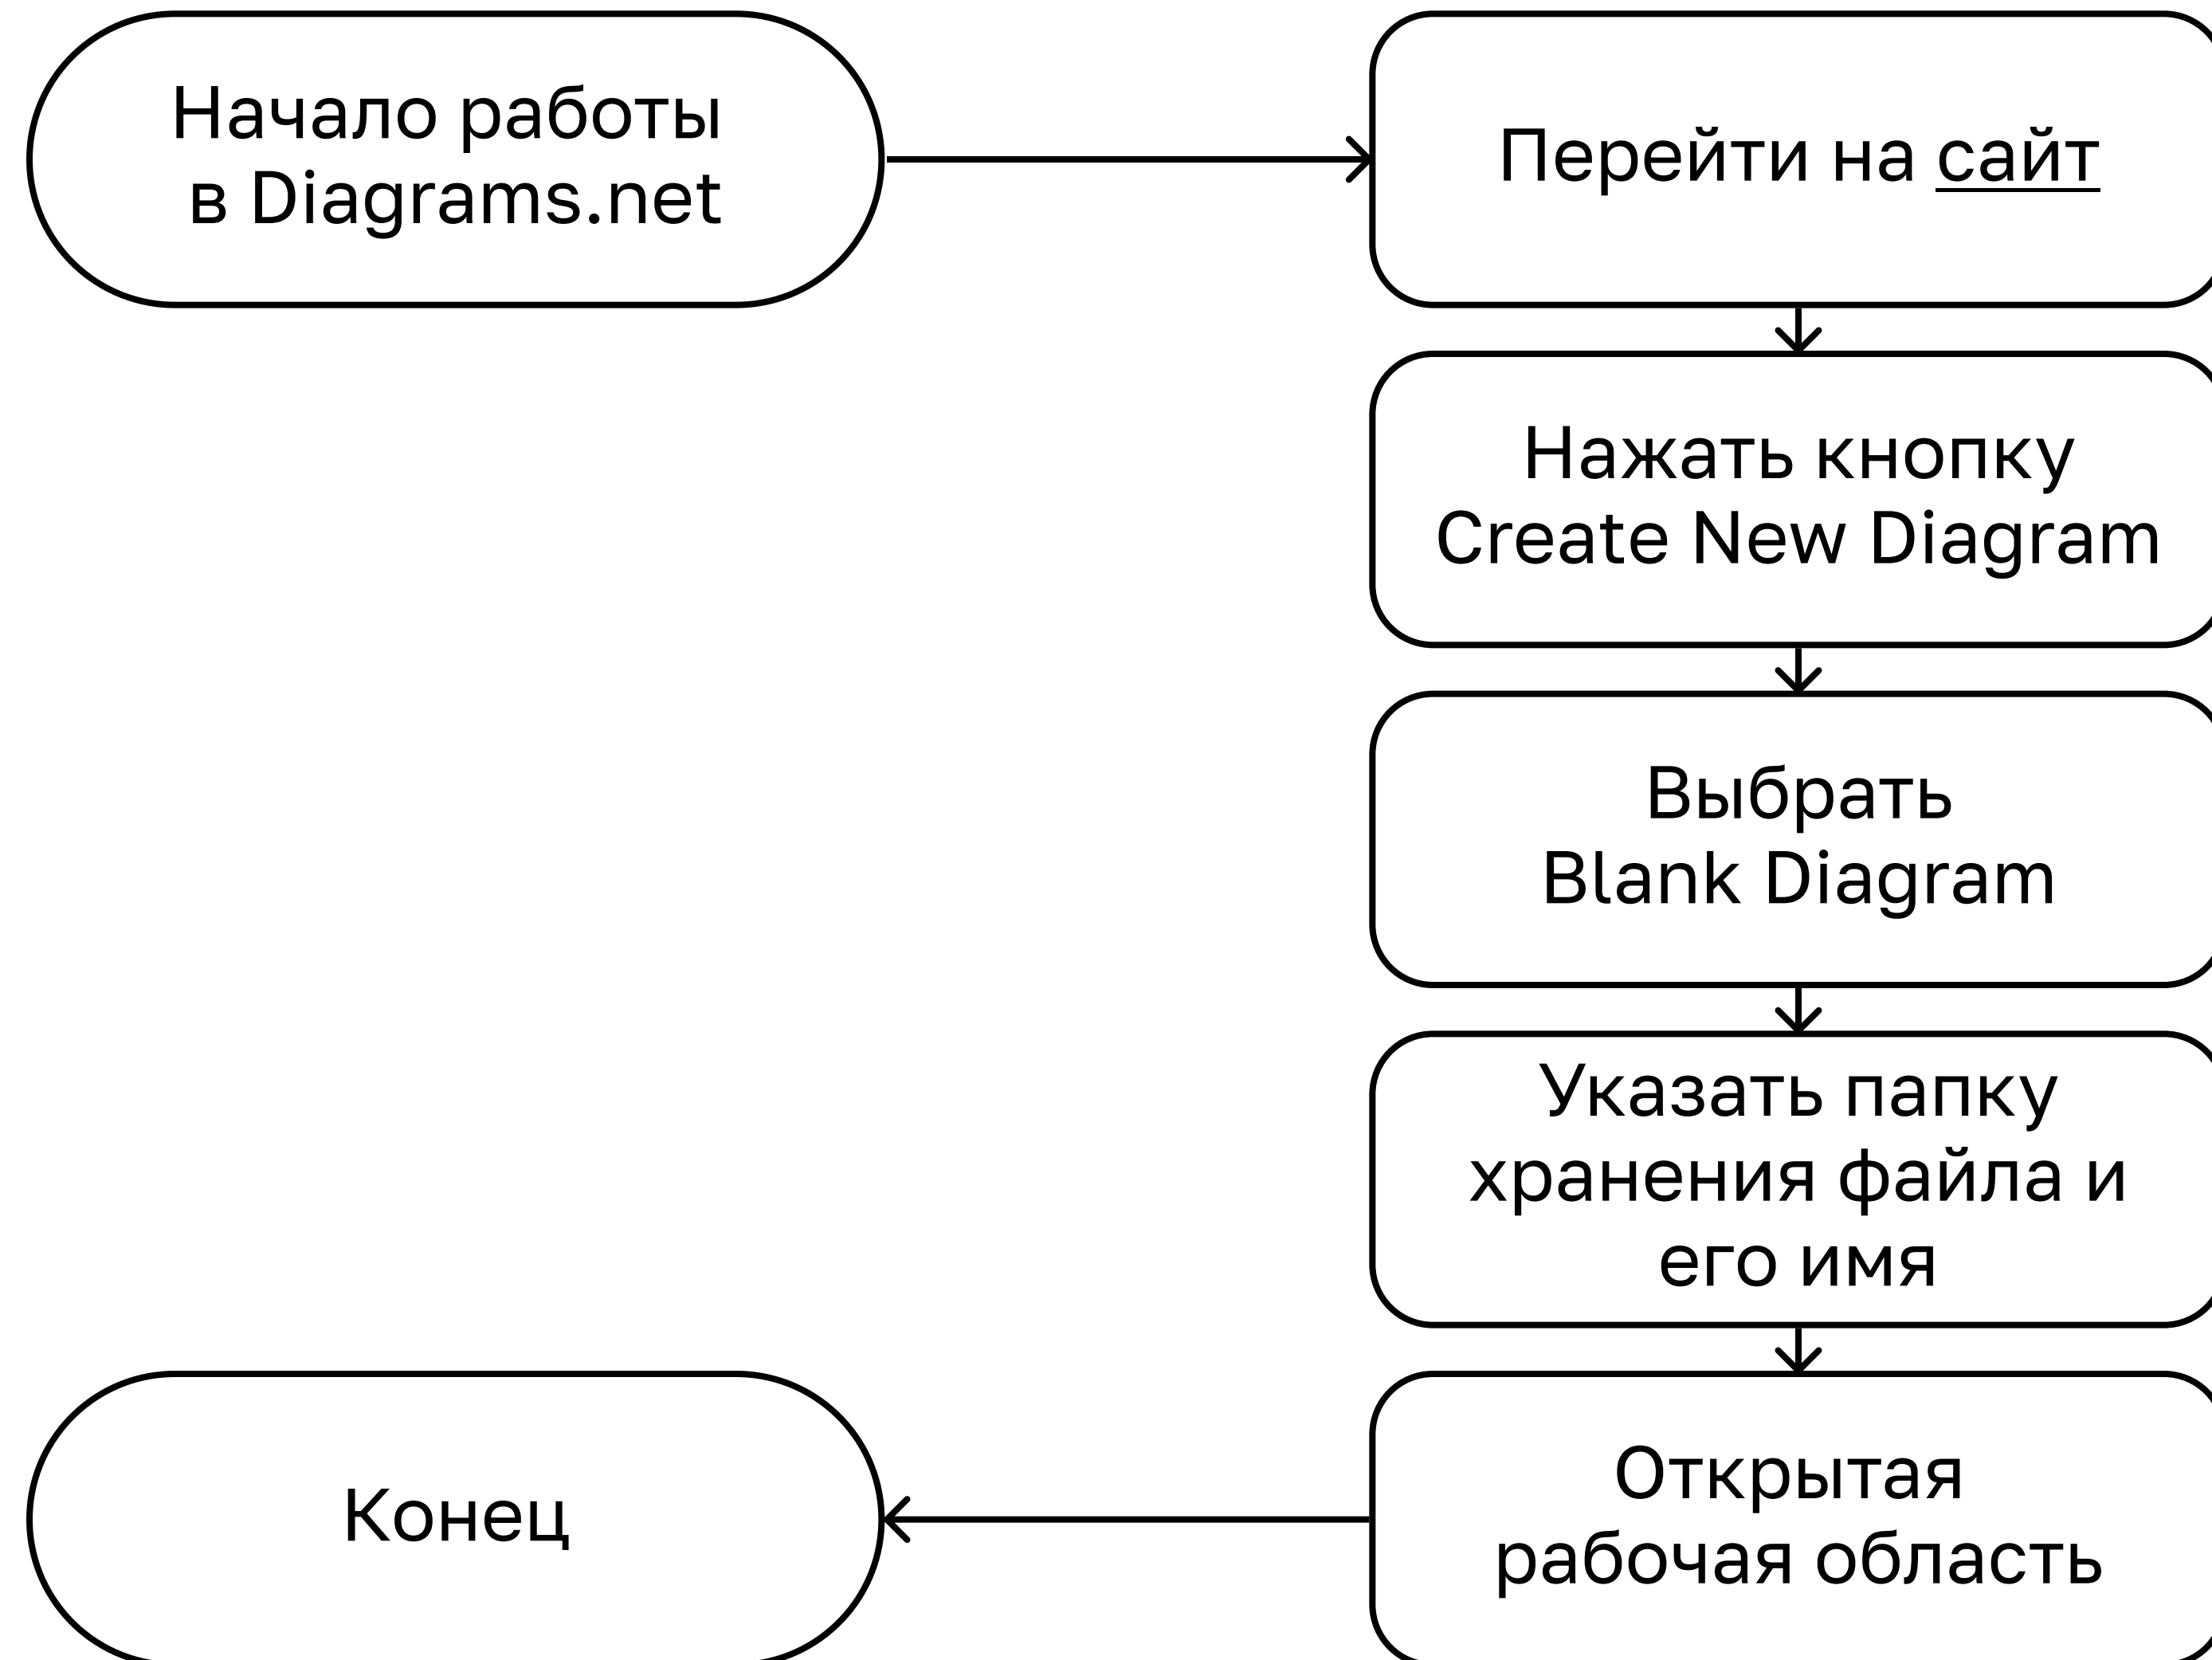 Начало работы
в Diagrams.net
Перейти на сайт
Нажать кнопку
Create New Diagram
Выбрать
Blank Diagram
Указать папку
хранения файла и
его имя
Открытая
рабочая область
Конец